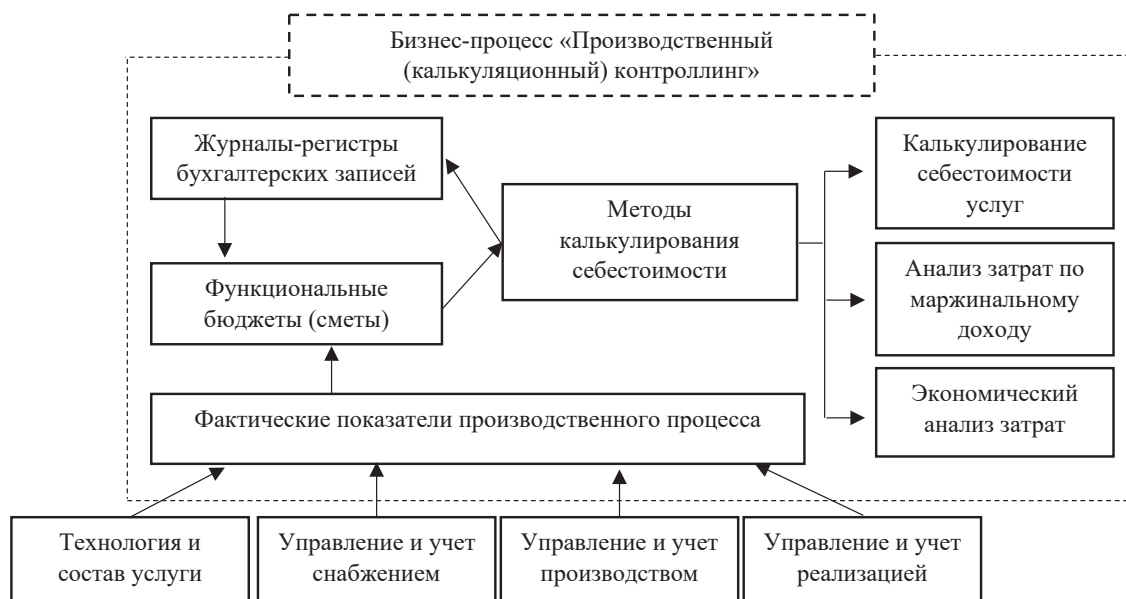 Бизнес-процесс «Производственный
(калькуляционный) контроллинг»
Журналы-регистры
бухгалтерских записей
Функциональные
бюджеты (сметы)
Методы
калькулирования
себестоимости
Калькулирование
себестоимости
услуг
Анализ затрат по
маржинальному
доходу
Экономический
анализ затрат
Фактические показатели производственного процесса
Технология и
состав услуги
Управление и учет
снабжением
Управление и учет
производством
Управление и учет
реализацией